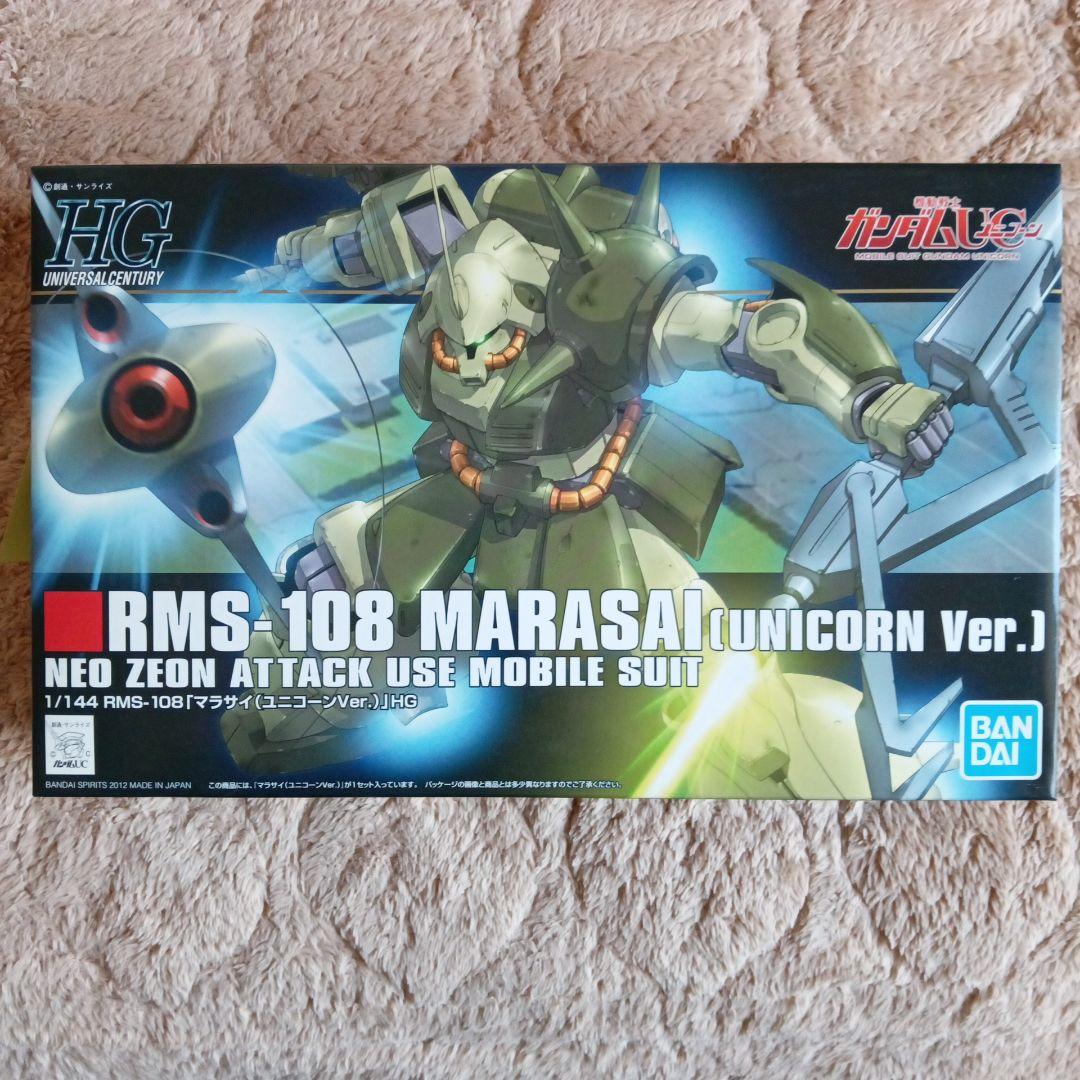 ©創通・サンライズ
HG
UNIVERSAL CENTURY
機動戦士
ガンダムUC
ユニコーン
MOBILE SUIT GUNDAM UNICORN
RMS-108 MARASAI(UNICORN Ver.)
NEO ZEON ATTACK USE MOBILE SUIT
1/144 RMS-108「マラサイ(ユニコーンVer.)」HG
創通・サンライズ
ガンダムUC
BANDAI SPIRITS 2012 MADE IN JAPAN
この商品には、「マラサイ(ユニコーンVer.)」が1セット入っています。 パッケージの画像と商品とは多少異なりますのでご了承ください。
BAN
DAI